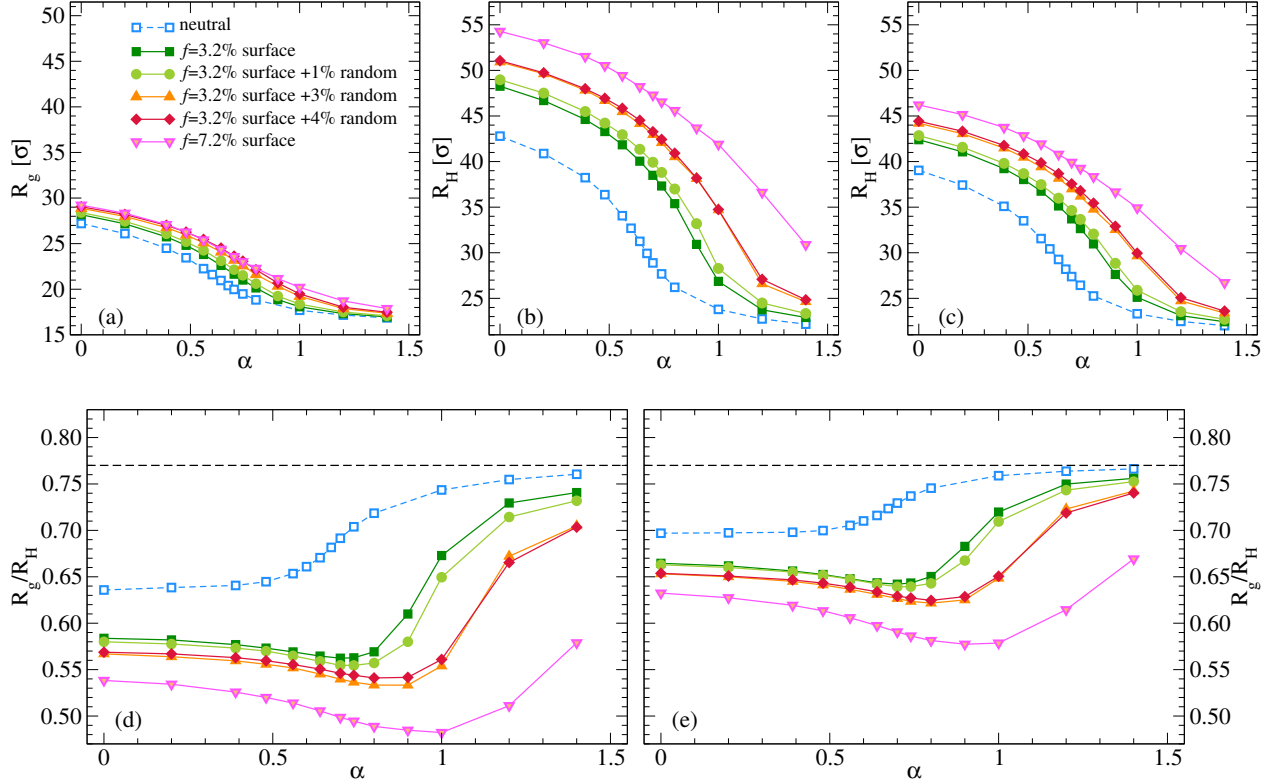 50
45
40
35
30
25
20
15
R_g [σ]
neutral
f=3.2% surface
f=3.2% surface +1% random
f=3.2% surface +3% random
f=3.2% surface +4% random
f=7.2% surface
(a)
0 0.5 1 1.5
α
55
50
45
40
35
30
25
R_H [σ]
(b)
0 0.5 1 1.5
α
55
50
45
40
35
30
25
R_H [σ]
(c)
0 0.5 1 1.5
α
0.80
0.75
0.70
0.65
0.60
0.55
0.50
R_g/R_H
(d)
0 0.5 1 1.5
α
(e)
0 0.5 1 1.5
α
0.80
0.75
0.70
0.65
0.60
0.55
0.50
R_g/R_H